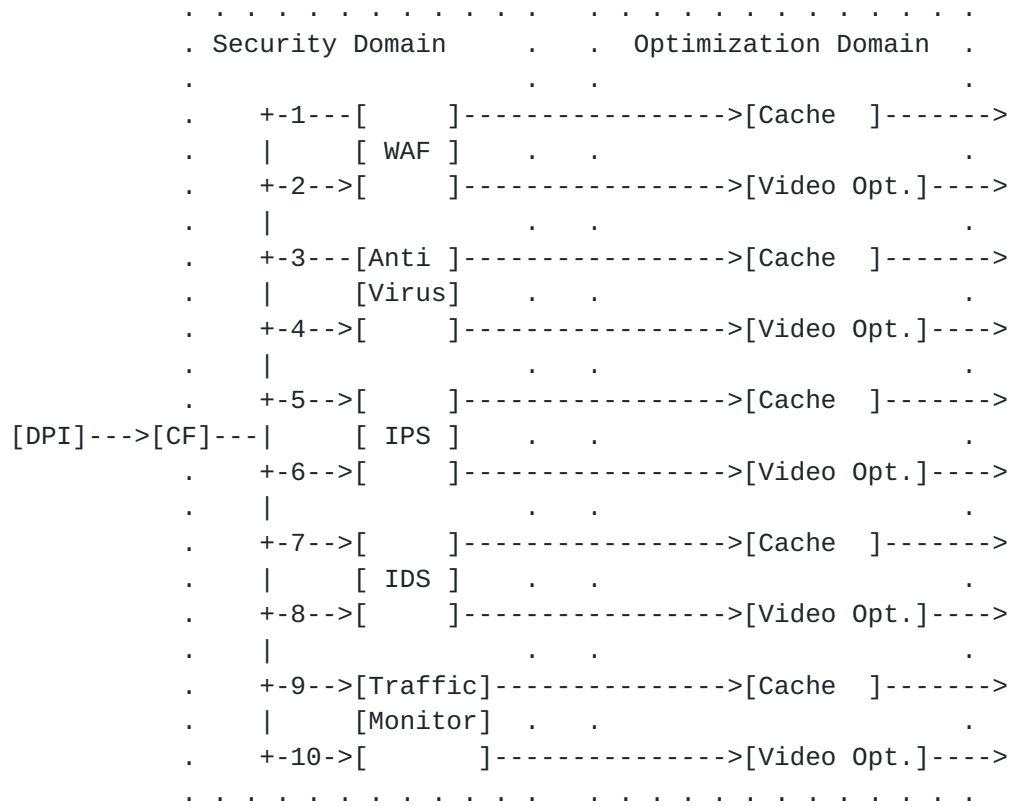 . . . . . . . . . . . .   . . . . . . . . . . . . .
. Security Domain     .   .  Optimization Domain  .
.                     .   .                       .
.    +-1---[     ]----------------->[Cache  ]------->
.    |     [ WAF ]    .   .                       .
.    +-2-->[     ]----------------->[Video Opt.]---->
.    |                .   .                       .
.    +-3---[Anti ]----------------->[Cache  ]------->
.    |     [Virus]    .   .                       .
.    +-4-->[     ]----------------->[Video Opt.]---->
.    |                .   .                       .
.    +-5-->[     ]----------------->[Cache  ]------->
[DPI]--->[CF]---|     [ IPS ]    .   .                       .
.    +-6-->[     ]----------------->[Video Opt.]---->
.    |                .   .                       .
.    +-7-->[     ]----------------->[Cache  ]------->
.    |     [ IDS ]    .   .                       .
.    +-8-->[     ]----------------->[Video Opt.]---->
.    |                .   .                       .
.    +-9-->[Traffic]--------------->[Cache  ]------->
.    |     [Monitor]  .   .                       .
.    +-10->[       ]--------------->[Video Opt.]---->
. . . . . . . . . . . .   . . . . . . . . . . . . .